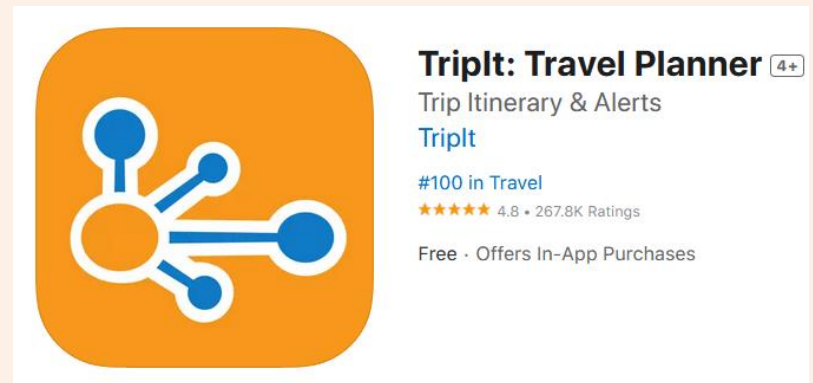 TripIt: Travel Planner 4+
Trip Itinerary & Alerts
TripIt
#100 in Travel
★★★★★ 4.8 • 267.8K Ratings
Free · Offers In-App Purchases